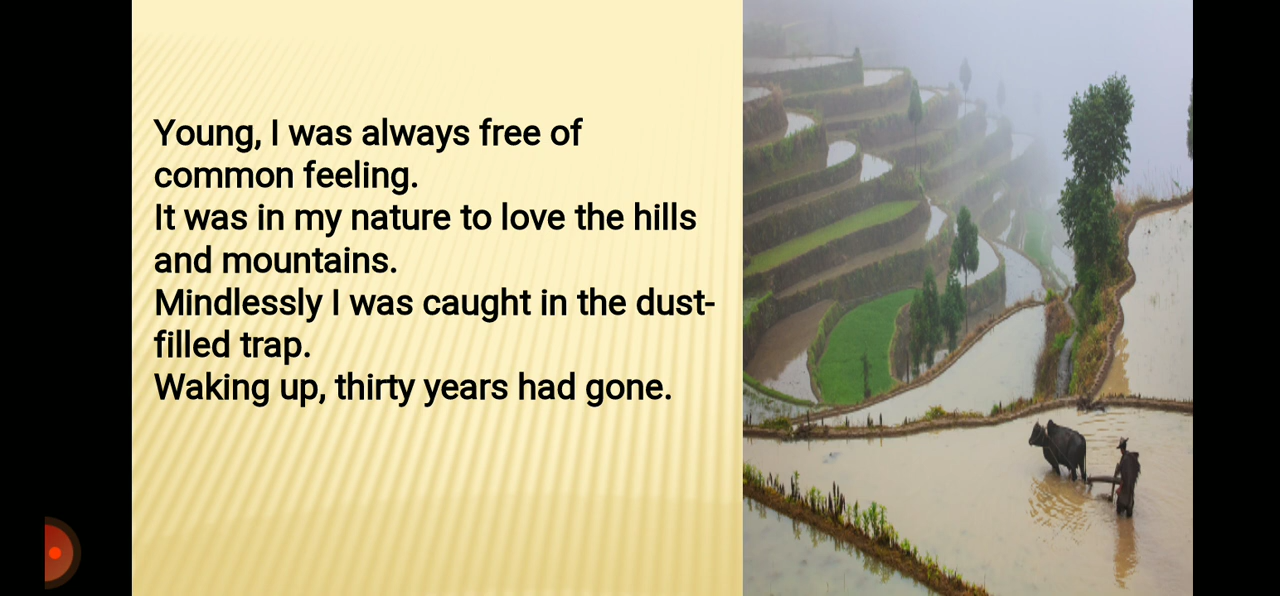 Young, I was always free of
common feeling.
It was in my nature to love the hills
and mountains.
Mindlessly I was caught in the dust-
filled trap.
Waking up, thirty years had gone.